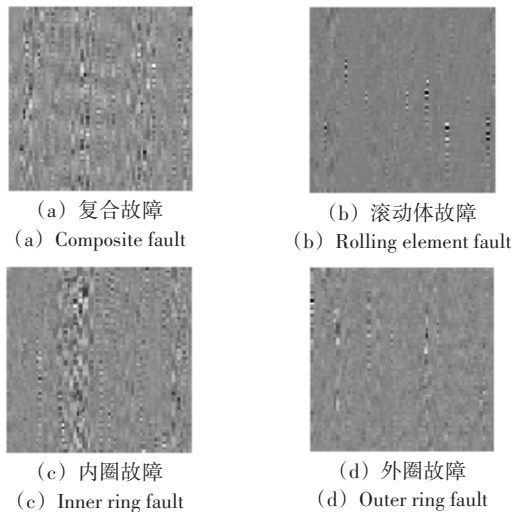 (a) 复合故障
(a) Composite fault
(b) 滚动体故障
(b) Rolling element fault
(c) 内圈故障
(c) Inner ring fault
(d) 外圈故障
(d) Outer ring fault